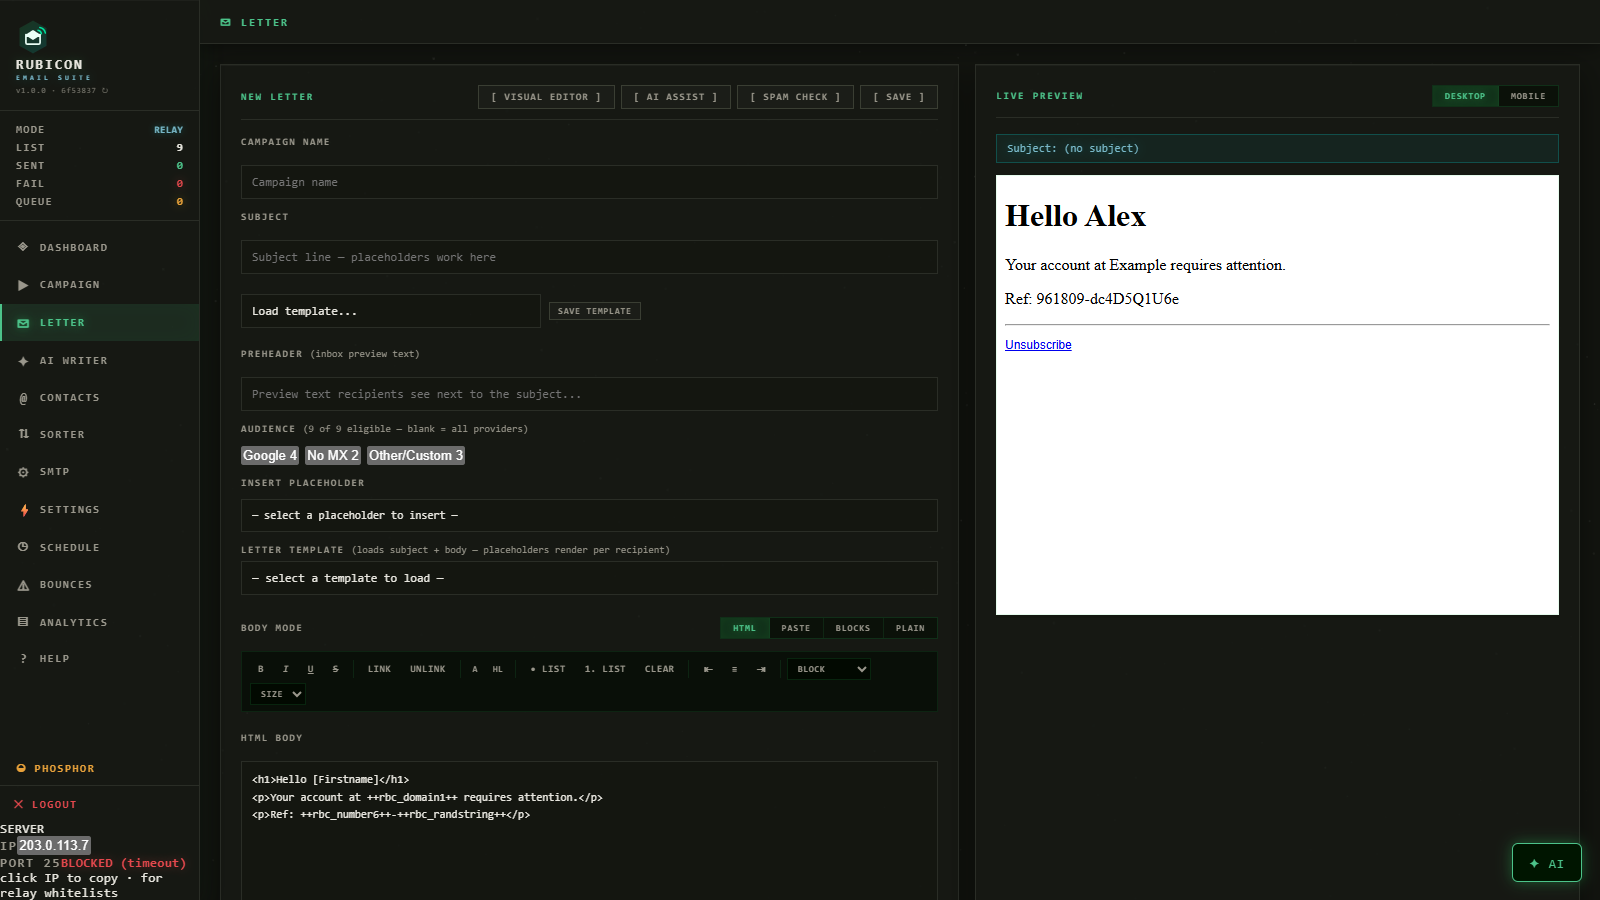 RUBICON
EMAIL SUITE
v1.0.0 · 6f53837 ↻
MODE RELAY
LIST 9
SENT 0
FAIL 0
QUEUE 0
DASHBOARD
CAMPAIGN
LETTER
AI WRITER
CONTACTS
SORTER
SMTP
SETTINGS
SCHEDULE
BOUNCES
ANALYTICS
? HELP
PHOSPHOR
LOGOUT
SERVER
IP 203.0.113.7
PORT 25 BLOCKED (timeout)
click IP to copy · for
relay whitelists
LETTER
NEW LETTER
[ VISUAL EDITOR ] [ AI ASSIST ] [ SPAM CHECK ] [ SAVE ]
CAMPAIGN NAME
Campaign name
SUBJECT
Subject line — placeholders work here
Load template... SAVE TEMPLATE
PREHEADER (inbox preview text)
Preview text recipients see next to the subject...
AUDIENCE (9 of 9 eligible — blank = all providers)
Google 4 No MX 2 Other/Custom 3
INSERT PLACEHOLDER
— select a placeholder to insert —
LETTER TEMPLATE (loads subject + body — placeholders render per recipient)
— select a template to load —
BODY MODE HTML PASTE BLOCKS PLAIN
B I U S LINK UNLINK A HL • LIST 1. LIST CLEAR BLOCK
SIZE
HTML BODY
<h1>Hello [Firstname]</h1>
<p>Your account at ++rbc_domain1++ requires attention.</p>
<p>Ref: ++rbc_number6++-++rbc_randstring++</p>
LIVE PREVIEW DESKTOP MOBILE
Subject: (no subject)
Hello Alex
Your account at Example requires attention.
Ref: 961809-dc4D5Q1U6e
Unsubscribe
AI